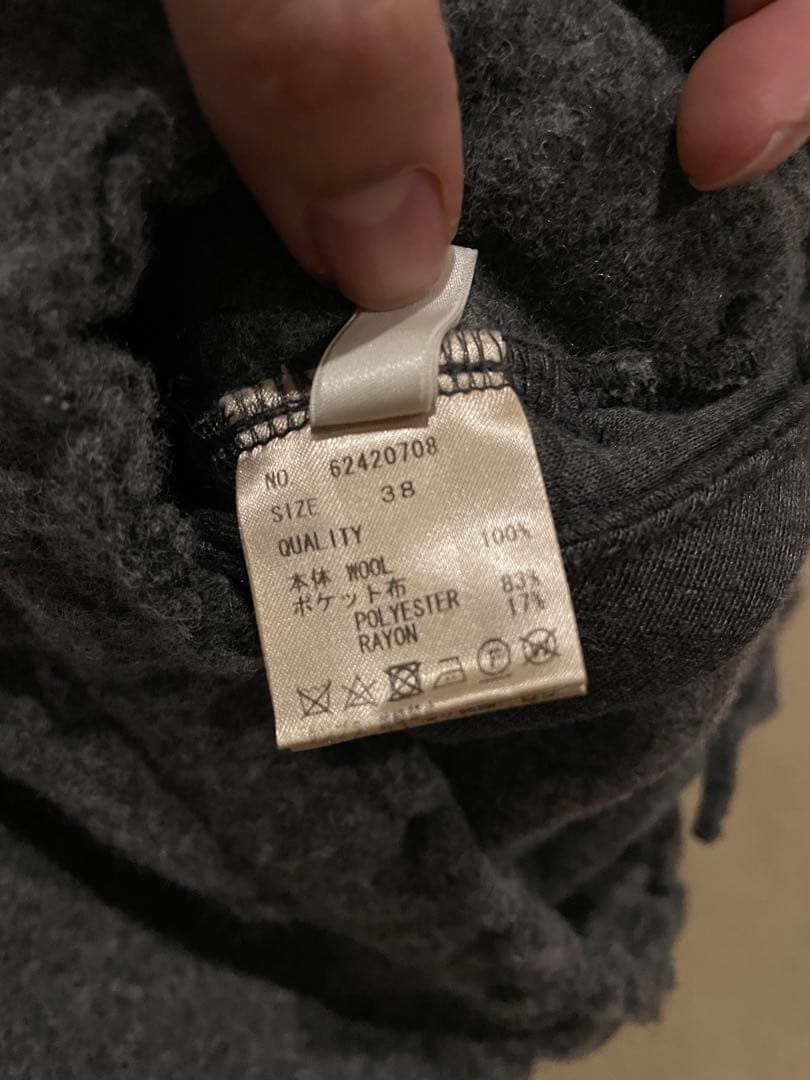 NO 62420708
SIZE 38
QUALITY
本体 WOOL 100%
ポケット布
POLYESTER 83%
RAYON 17%
F